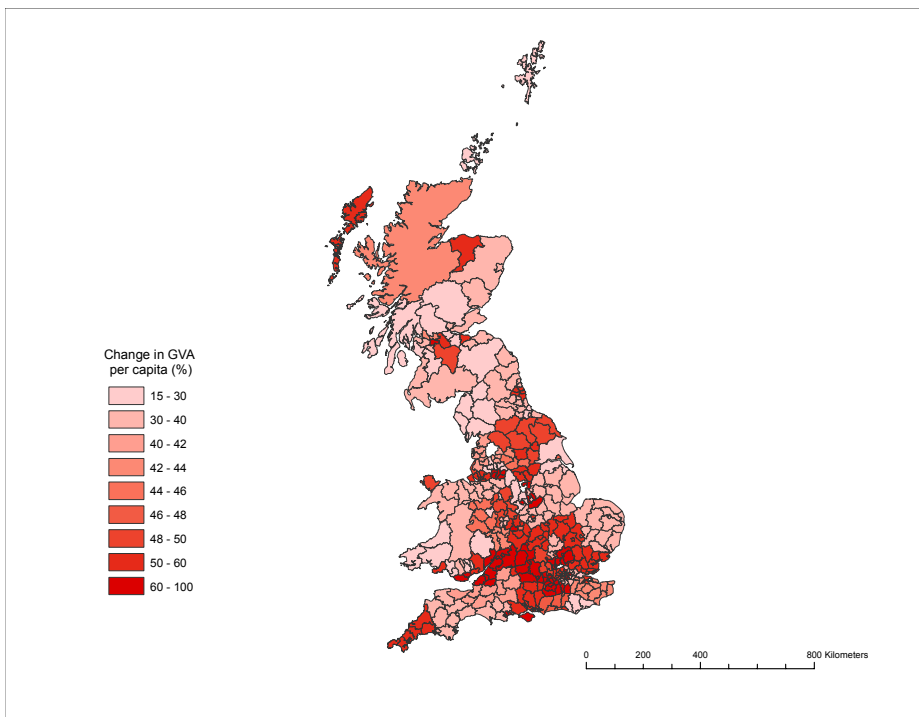 Change in GVA
per capita (%)
15 - 30
30 - 40
40 - 42
42 - 44
44 - 46
46 - 48
48 - 50
50 - 60
60 - 100
0 200 400 800 Kilometers